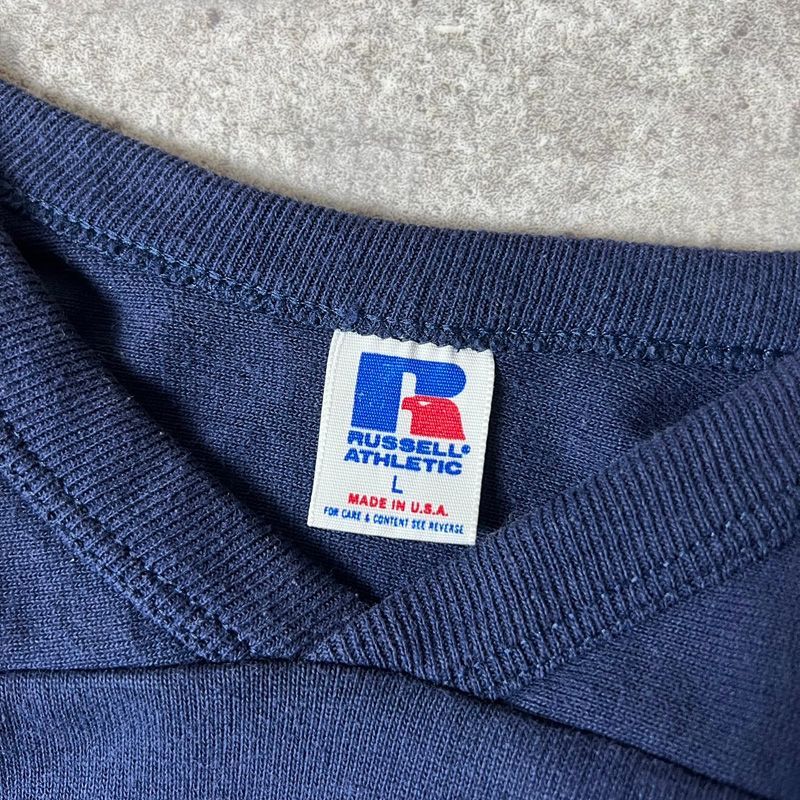 R
RUSSELL®
ATHLETIC
L
MADE IN U.S.A.
FOR CARE & CONTENT SEE REVERSE